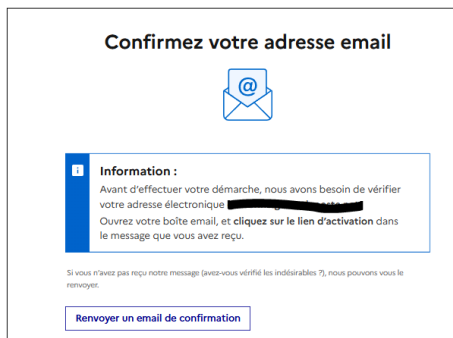 Confirmez votre adresse email
@
i
Information :
Avant d'effectuer votre démarche, nous avons besoin de vérifier
votre adresse électronique
Ouvrez votre boîte email, et cliquez sur le lien d'activation dans
le message que vous avez reçu.
Si vous n'avez pas reçu notre message (avez-vous vérifié les indésirables ?), nous pouvons vous le
renvoyer.
Renvoyer un email de confirmation